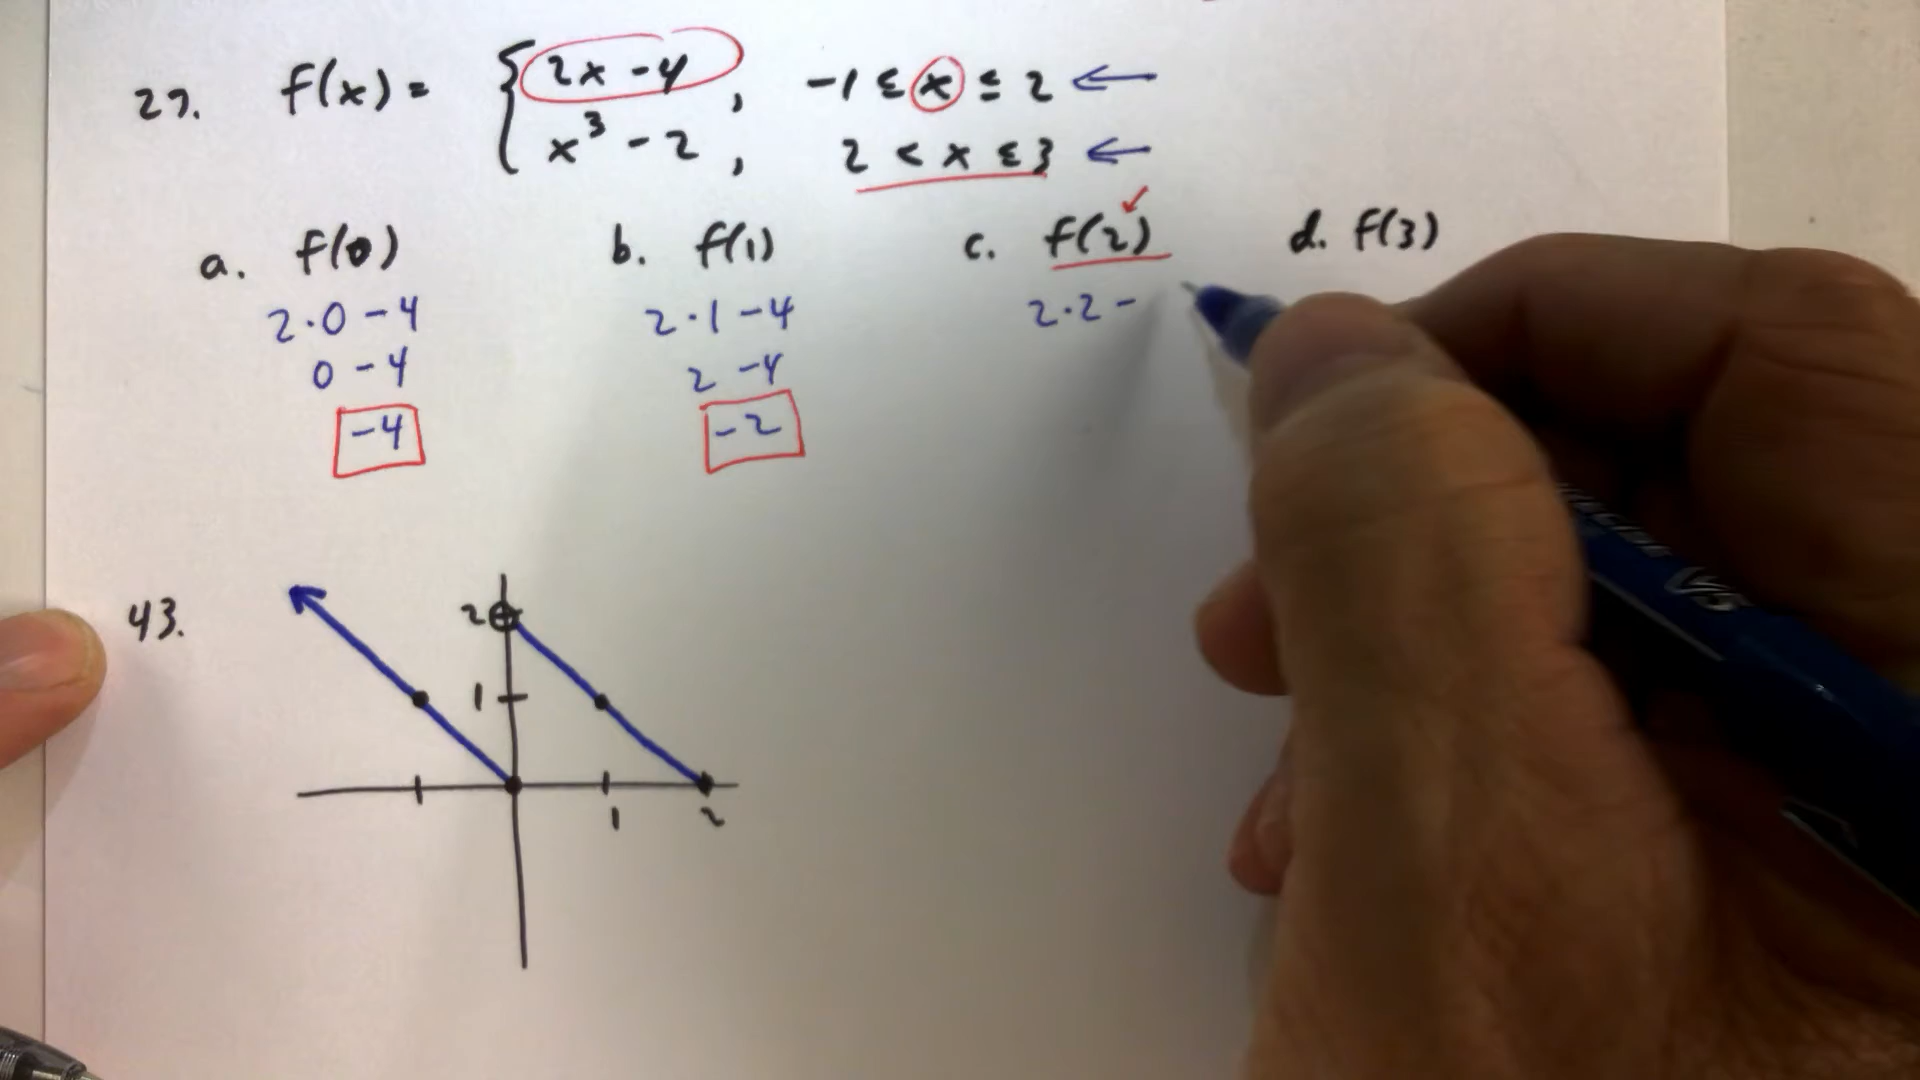 27. f(x) = { 2x - 4, -1 ≤ x ≤ 2 ←
x³ - 2, 2 < x ≤ 3 ←
a. f(0) b. f(1) c. f(2) ✓ d. f(3)
2·0 - 4 2·1 - 4 2·2 -
0 - 4 2 - 4
-4 -2
43.
2
1
1 2
V5